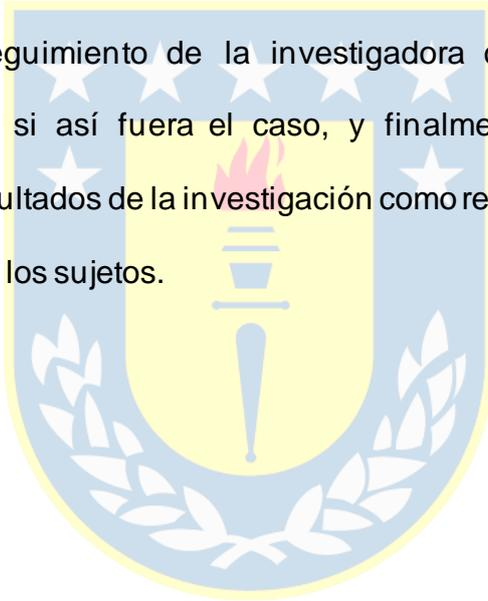 eguimiento de la investigadora
si así fuera el caso, y finalme
ultados de la investigación como re
los sujetos.